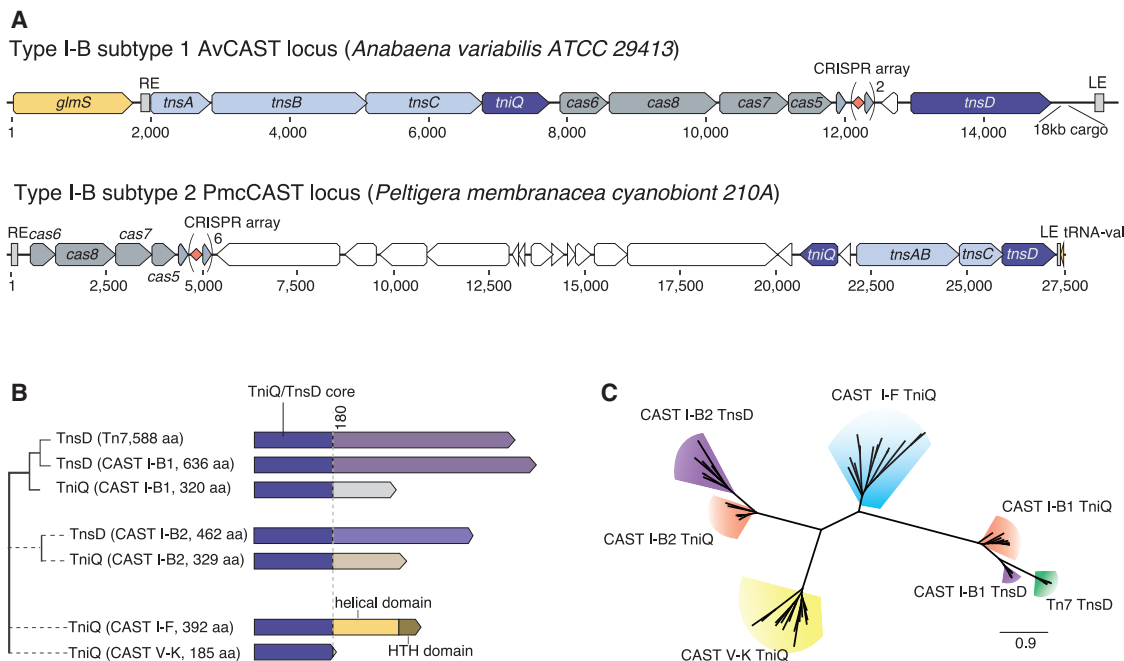 A
Type I-B subtype 1 AvCAST locus (Anabaena variabilis ATCC 29413)
RE CRISPR array LE
glmS tnsA tnsB tnsC tniQ cas6 cas8 cas7 cas5 2 tnsD
1 2,000 4,000 6,000 8,000 10,000 12,000 14,000 18kb cargo
Type I-B subtype 2 PmcCAST locus (Peltigera membranacea cyanobiont 210A)
RE cas6 cas7 CRISPR array LE tRNA-val
cas8 cas5 6 tniQ tnsAB tnsC tnsD
1 2,500 5,000 7,500 10,000 12,500 15,000 17,500 20,000 22,500 25,000 27,500
B
TniQ/TnsD core
180
TnsD (Tn7,588 aa)
TnsD (CAST I-B1, 636 aa)
TniQ (CAST I-B1, 320 aa)
TnsD (CAST I-B2, 462 aa)
TniQ (CAST I-B2, 329 aa)
helical domain
TniQ (CAST I-F, 392 aa)
HTH domain
TniQ (CAST V-K, 185 aa)
C
CAST I-F TniQ
CAST I-B2 TnsD
CAST I-B1 TniQ
CAST I-B2 TniQ
CAST I-B1 TnsD
Tn7 TnsD
CAST V-K TniQ
0.9